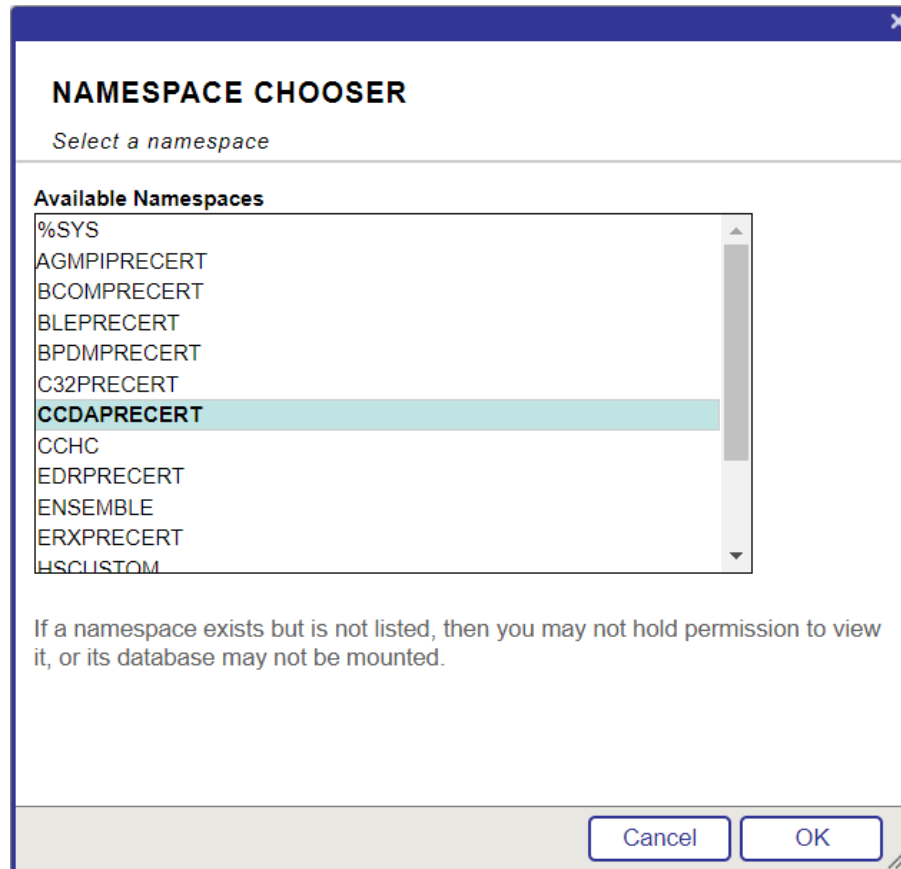 NAMESPACE CHOOSER
Select a namespace
Available Namespaces
%SYS
AGMPIPRECERT
BCOMPRECERT
BLEPRECERT
BPDMPRECERT
C32PRECERT
CCDAPRECERT
CCHC
EDRPRECERT
ENSEMBLE
ERXPRECERT
HSCUSTOM
If a namespace exists but is not listed, then you may not hold permission to view
it, or its database may not be mounted.
Cancel OK